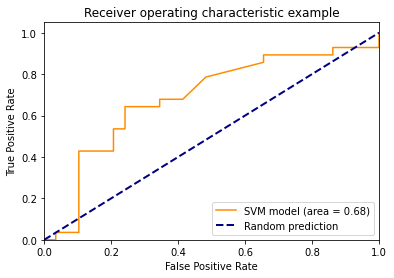 Receiver operating characteristic example
True Positive Rate
1.0
0.8
0.6
0.4
0.2
0.0
SVM model (area = 0.68)
Random prediction
0.0 0.2 0.4 0.6 0.8 1.0
False Positive Rate